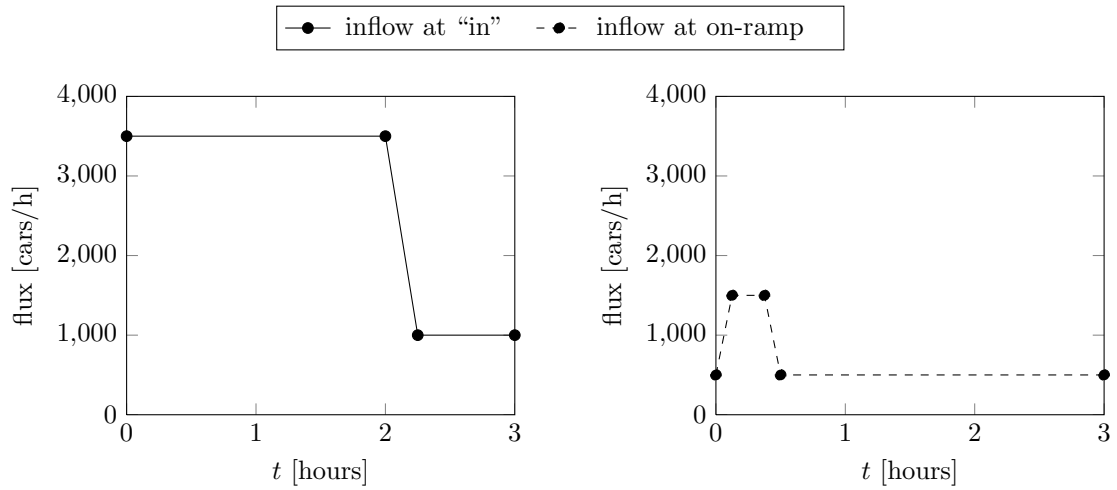 inflow at “in” inflow at on-ramp
4,000
3,000
2,000
1,000
0
flux [cars/h]
0 1 2 3
t [hours]
4,000
3,000
2,000
1,000
0
flux [cars/h]
0 1 2 3
t [hours]